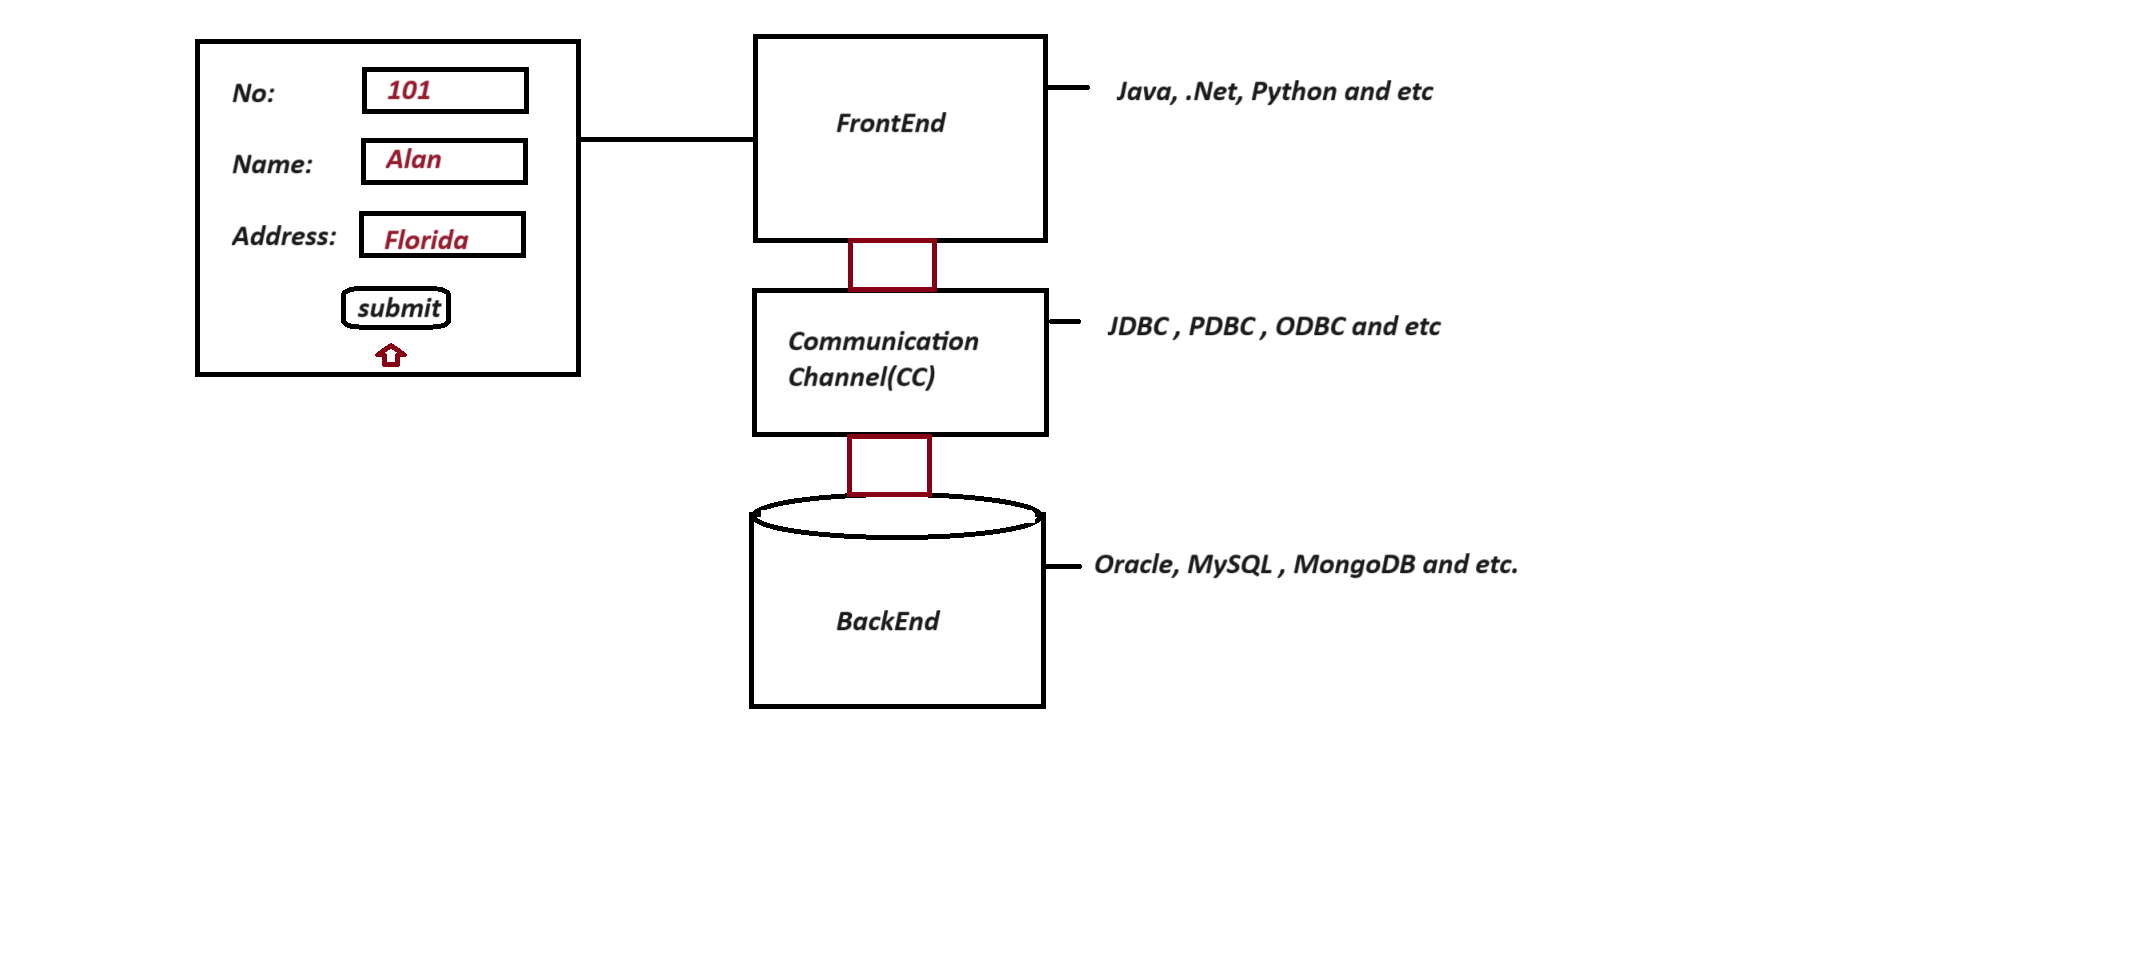 No:
101
Name:
Alan
Address:
Florida
submit
FrontEnd
Java, .Net, Python and etc
Communication
Channel(CC)
JDBC , PDBC , ODBC and etc
BackEnd
Oracle, MySQL , MongoDB and etc.